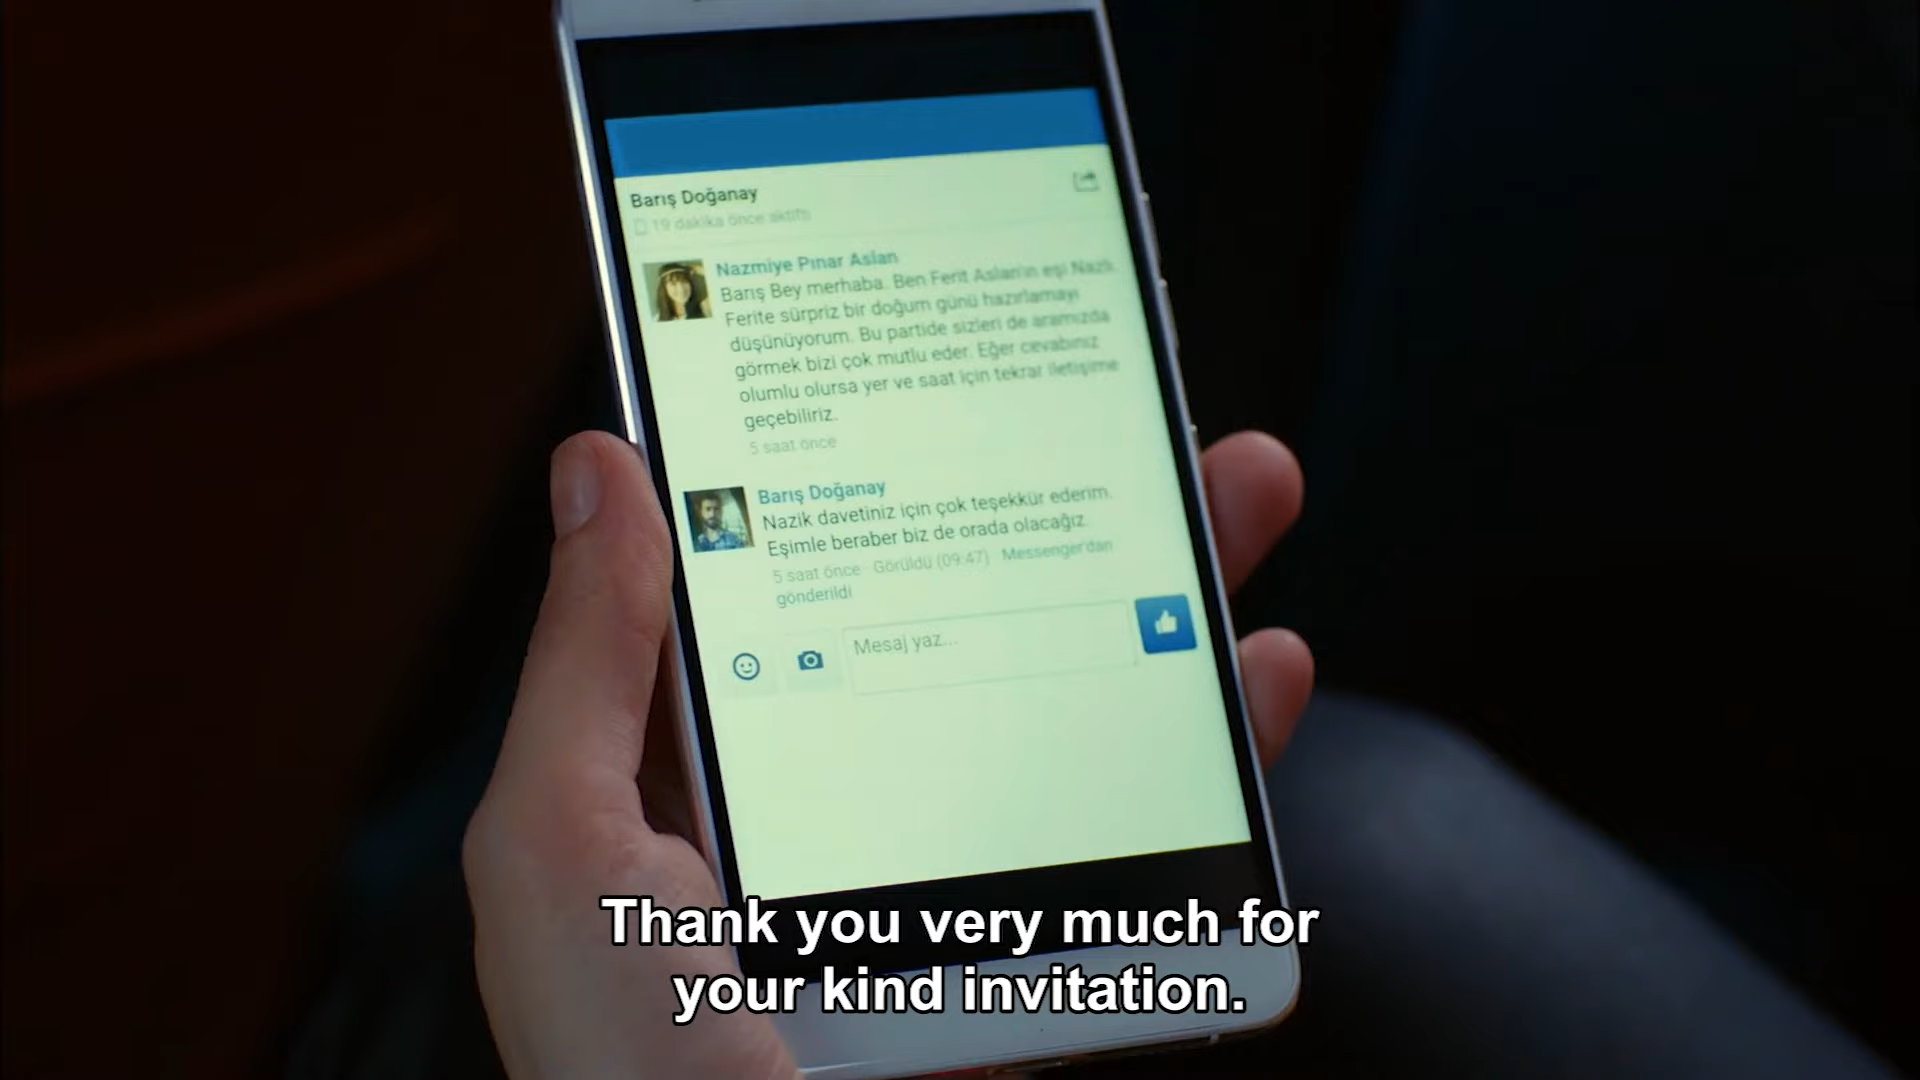 Barış Doğanay
19 dakika önce aktifti
Nazmiye Pınar Aslan
Barış Bey merhaba. Ben Ferit Aslan'ın eşi Nazlı.
Ferite sürpriz bir doğum günü hazırlamayı
düşünüyorum. Bu partide sizleri de aramızda
görmek bizi çok mutlu eder. Eğer cevabınız
olumlu olursa yer ve saat için tekrar iletişime
geçebiliriz.
5 saat önce
Barış Doğanay
Nazik davetiniz için çok teşekkür ederim.
Eşimle beraber biz de orada olacağız.
5 saat önce · Görüldü (09:47) · Messenger'dan
gönderildi
Mesaj yaz...
Thank you very much for
your kind invitation.